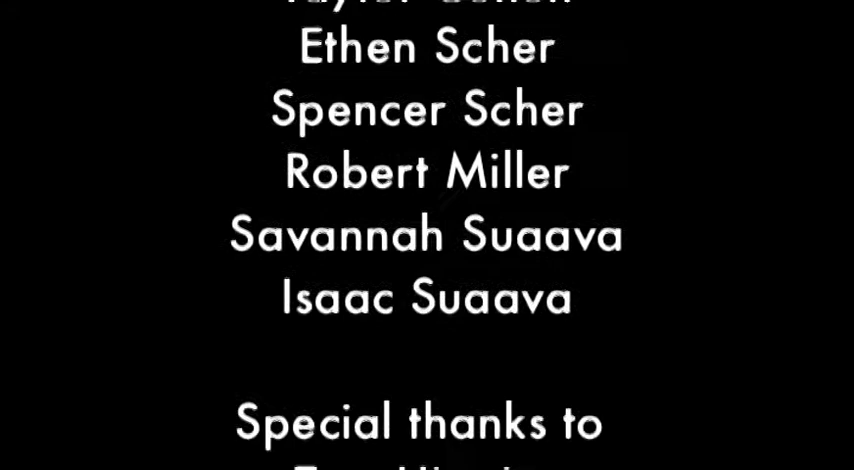 Ethen Scher
Spencer Scher
Robert Miller
Savannah Suaava
Isaac Suaava
Special thanks to